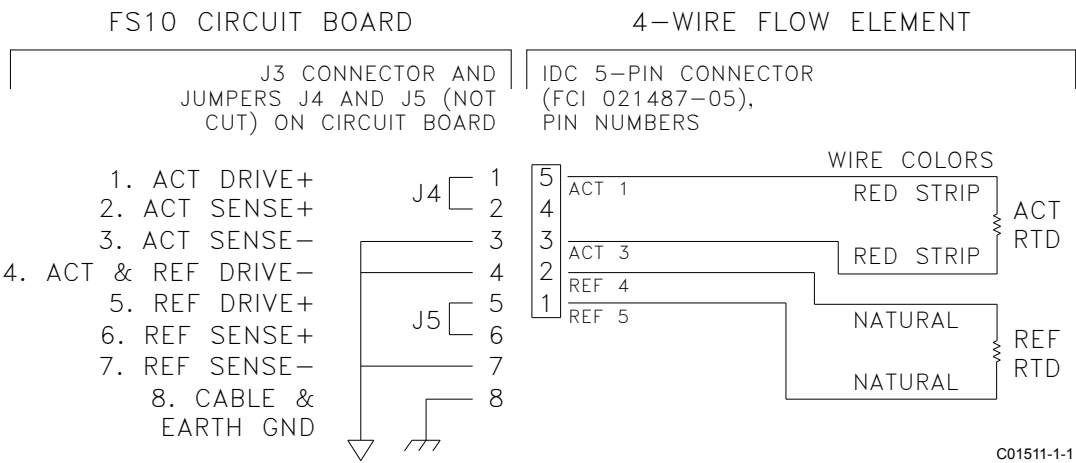 FS10 CIRCUIT BOARD
4-WIRE FLOW ELEMENT
J3 CONNECTOR AND
JUMPERS J4 AND J5 (NOT
CUT) ON CIRCUIT BOARD
IDC 5-PIN CONNECTOR
(FCI 021487-05),
PIN NUMBERS
1. ACT DRIVE+
2. ACT SENSE+
3. ACT SENSE-
4. ACT & REF DRIVE-
5. REF DRIVE+
6. REF SENSE+
7. REF SENSE-
8. CABLE &
EARTH GND
J4
J5
1
2
3
4
5
6
7
8
5
4
3
2
1
ACT 1
ACT 3
REF 4
REF 5
WIRE COLORS
RED STRIP
RED STRIP
NATURAL
NATURAL
ACT
RTD
REF
RTD
C01511-1-1